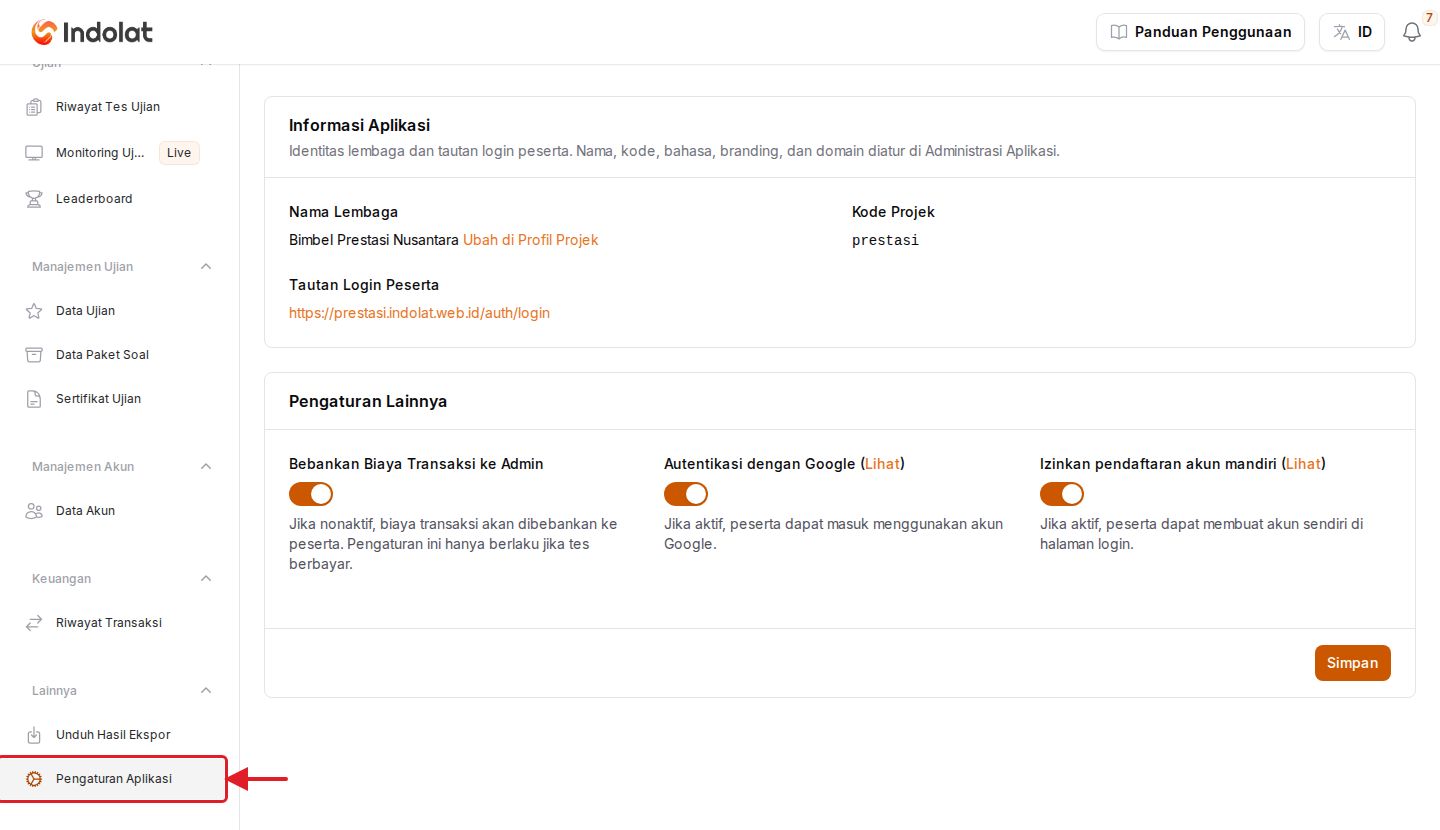 Indolat
Panduan Penggunaan
ID
7
Ujian
Riwayat Tes Ujian
Monitoring Uj...
Live
Leaderboard
Manajemen Ujian
Data Ujian
Data Paket Soal
Sertifikat Ujian
Manajemen Akun
Data Akun
Keuangan
Riwayat Transaksi
Lainnya
Unduh Hasil Ekspor
Pengaturan Aplikasi
Informasi Aplikasi
Identitas lembaga dan tautan login peserta. Nama, kode, bahasa, branding, dan domain diatur di Administrasi Aplikasi.
Nama Lembaga
Bimbel Prestasi Nusantara Ubah di Profil Projek
Kode Projek
prestasi
Tautan Login Peserta
https://prestasi.indolat.web.id/auth/login
Pengaturan Lainnya
Bebankan Biaya Transaksi ke Admin
Jika nonaktif, biaya transaksi akan dibebankan ke
peserta. Pengaturan ini hanya berlaku jika tes
berbayar.
Autentikasi dengan Google (Lihat)
Jika aktif, peserta dapat masuk menggunakan akun
Google.
Izinkan pendaftaran akun mandiri (Lihat)
Jika aktif, peserta dapat membuat akun sendiri di
halaman login.
Simpan